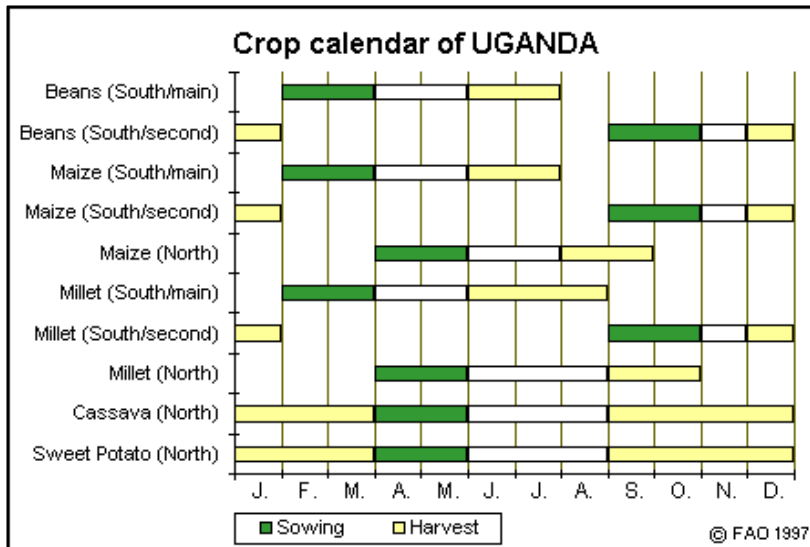 Crop calendar of UGANDA
Beans (South/main)
Beans (South/second)
Maize (South/main)
Maize (South/second)
Maize (North)
Millet (South/main)
Millet (South/second)
Millet (North)
Cassava (North)
Sweet Potato (North)
J. F. M. A. M. J. J. A. S. O. N. D.
Sowing Harvest
© FAO 1997